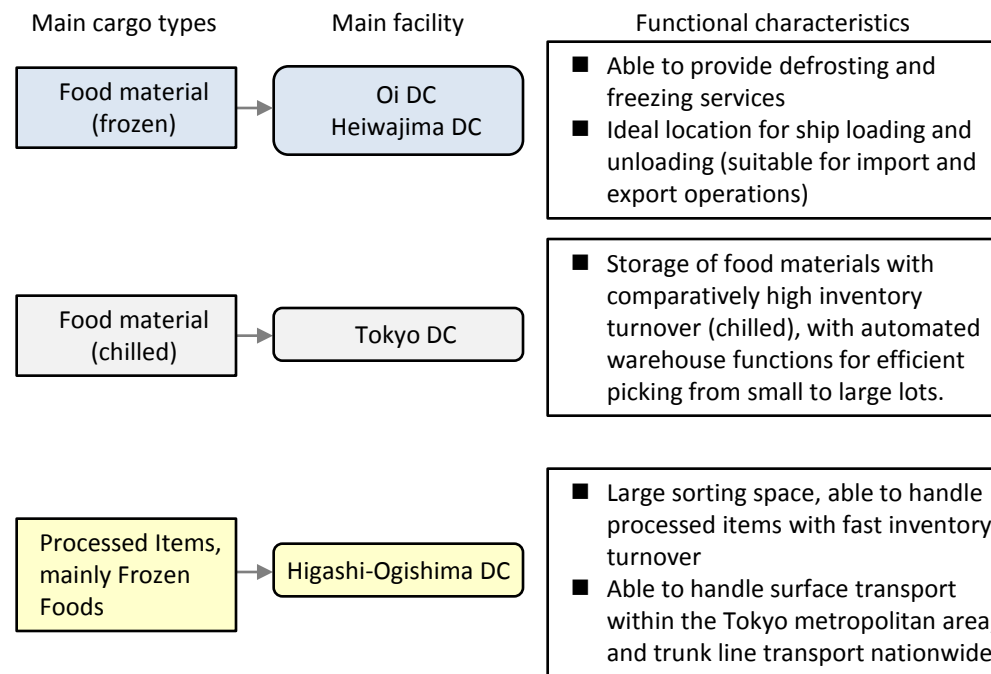 Main cargo types
Main facility
Functional characteristics
Food material
(frozen)
Oi DC
Heiwajima DC
■ Able to provide defrosting and
freezing services
■ Ideal location for ship loading and
unloading (suitable for import and
export operations)
Food material
(chilled)
Tokyo DC
■ Storage of food materials with
comparatively high inventory
turnover (chilled), with automated
warehouse functions for efficient
picking from small to large lots.
Processed Items,
mainly Frozen
Foods
Higashi-Ogishima DC
■ Large sorting space, able to handle
processed items with fast inventory
turnover
■ Able to handle surface transport
within the Tokyo metropolitan area
and trunk line transport nationwide